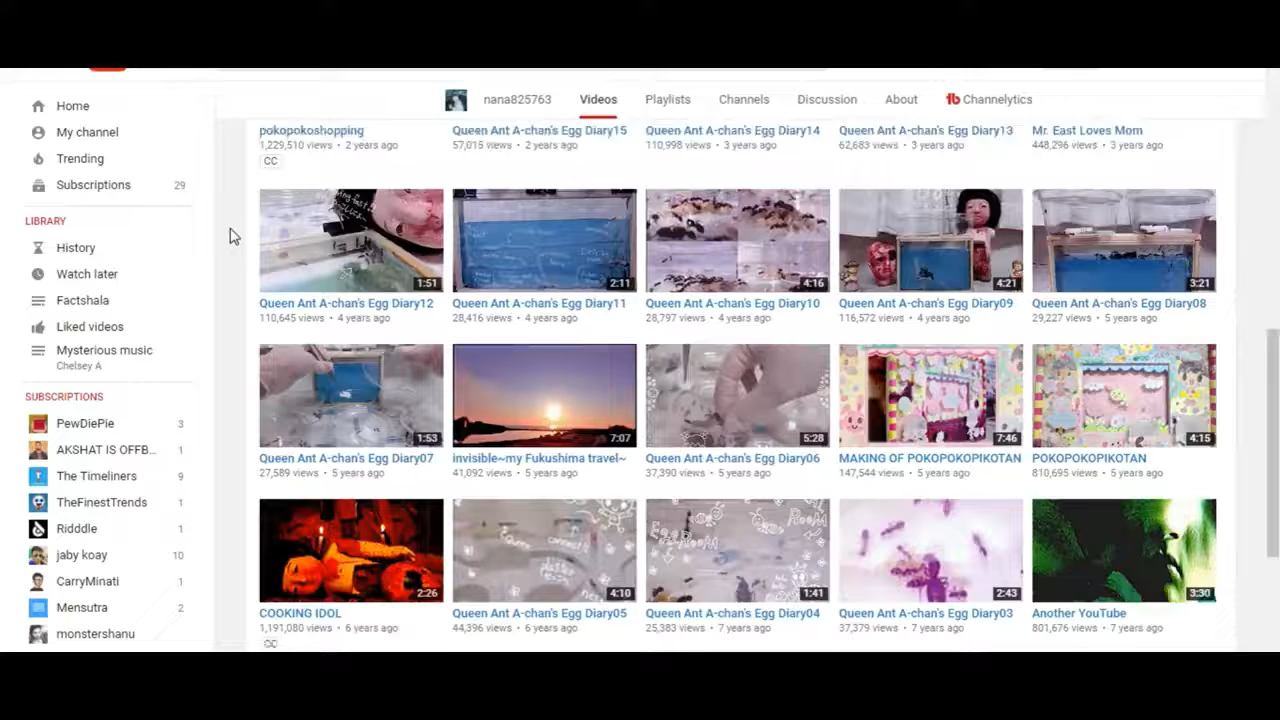 nana825763 Videos Playlists Channels Discussion About Channelytics
Home
My channel
Trending
Subscriptions 29
LIBRARY
History
Watch later
Factshala
Liked videos
Mysterious music
Chelsey A
SUBSCRIPTIONS
PewDiePie 3
AKSHAT IS OFFB... 1
The Timeliners 9
TheFinestTrends 1
Ridddle 1
jaby koay 10
CarryMinati 1
Mensutra 2
monstershanu
pokopokoshopping Queen Ant A-chan's Egg Diary15 Queen Ant A-chan's Egg Diary14 Queen Ant A-chan's Egg Diary13 Mr. East Loves Mom
1,229,510 views • 2 years ago 57,015 views • 2 years ago 110,998 views • 3 years ago 62,683 views • 3 years ago 448,296 views • 3 years ago
CC
1:51 2:11 4:16 4:21 3:21
Queen Ant A-chan's Egg Diary12 Queen Ant A-chan's Egg Diary11 Queen Ant A-chan's Egg Diary10 Queen Ant A-chan's Egg Diary09 Queen Ant A-chan's Egg Diary08
110,645 views • 4 years ago 28,416 views • 4 years ago 28,797 views • 4 years ago 116,572 views • 4 years ago 29,227 views • 5 years ago
1:53 7:07 5:28 7:46 4:15
Queen Ant A-chan's Egg Diary07 invisible~my Fukushima travel~ Queen Ant A-chan's Egg Diary06 MAKING OF POKOPOKOPIKOTAN POKOPOKOPIKOTAN
27,589 views • 5 years ago 41,092 views • 5 years ago 37,390 views • 5 years ago 147,544 views • 5 years ago 810,695 views • 5 years ago
2:26 4:10 1:41 2:43 3:30
COOKING IDOL Queen Ant A-chan's Egg Diary05 Queen Ant A-chan's Egg Diary04 Queen Ant A-chan's Egg Diary03 Another YouTube
1,191,080 views • 6 years ago 44,396 views • 6 years ago 25,383 views • 7 years ago 37,379 views • 7 years ago 801,676 views • 7 years ago
CC